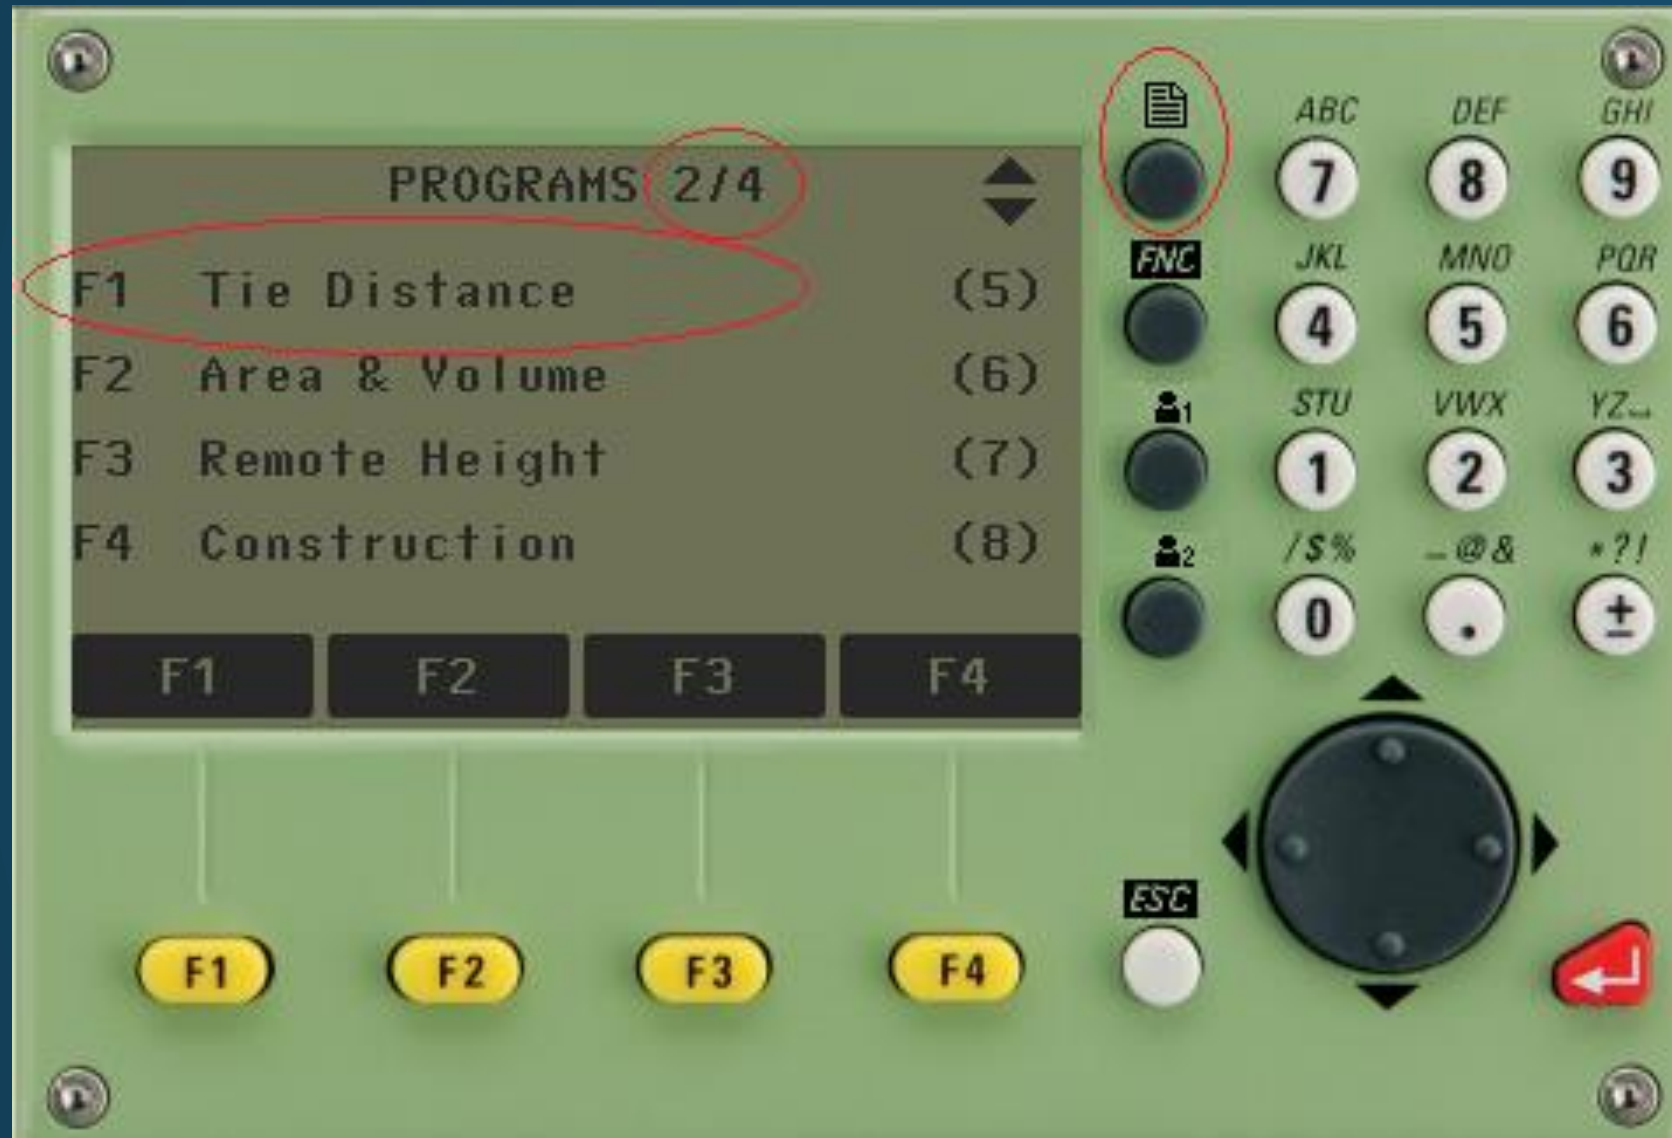 PROGRAMS 2/4
F1 Tie Distance (5)
F2 Area & Volume (6)
F3 Remote Height (7)
F4 Construction (8)
F1 F2 F3 F4
F1 F2 F3 F4
ABC DEF GHI
7 8 9
FNC JKL MNO PQR
4 5 6
1 STU VWX YZ
1 2 3
2 /$% _@& *?!
0 . ±
ESC